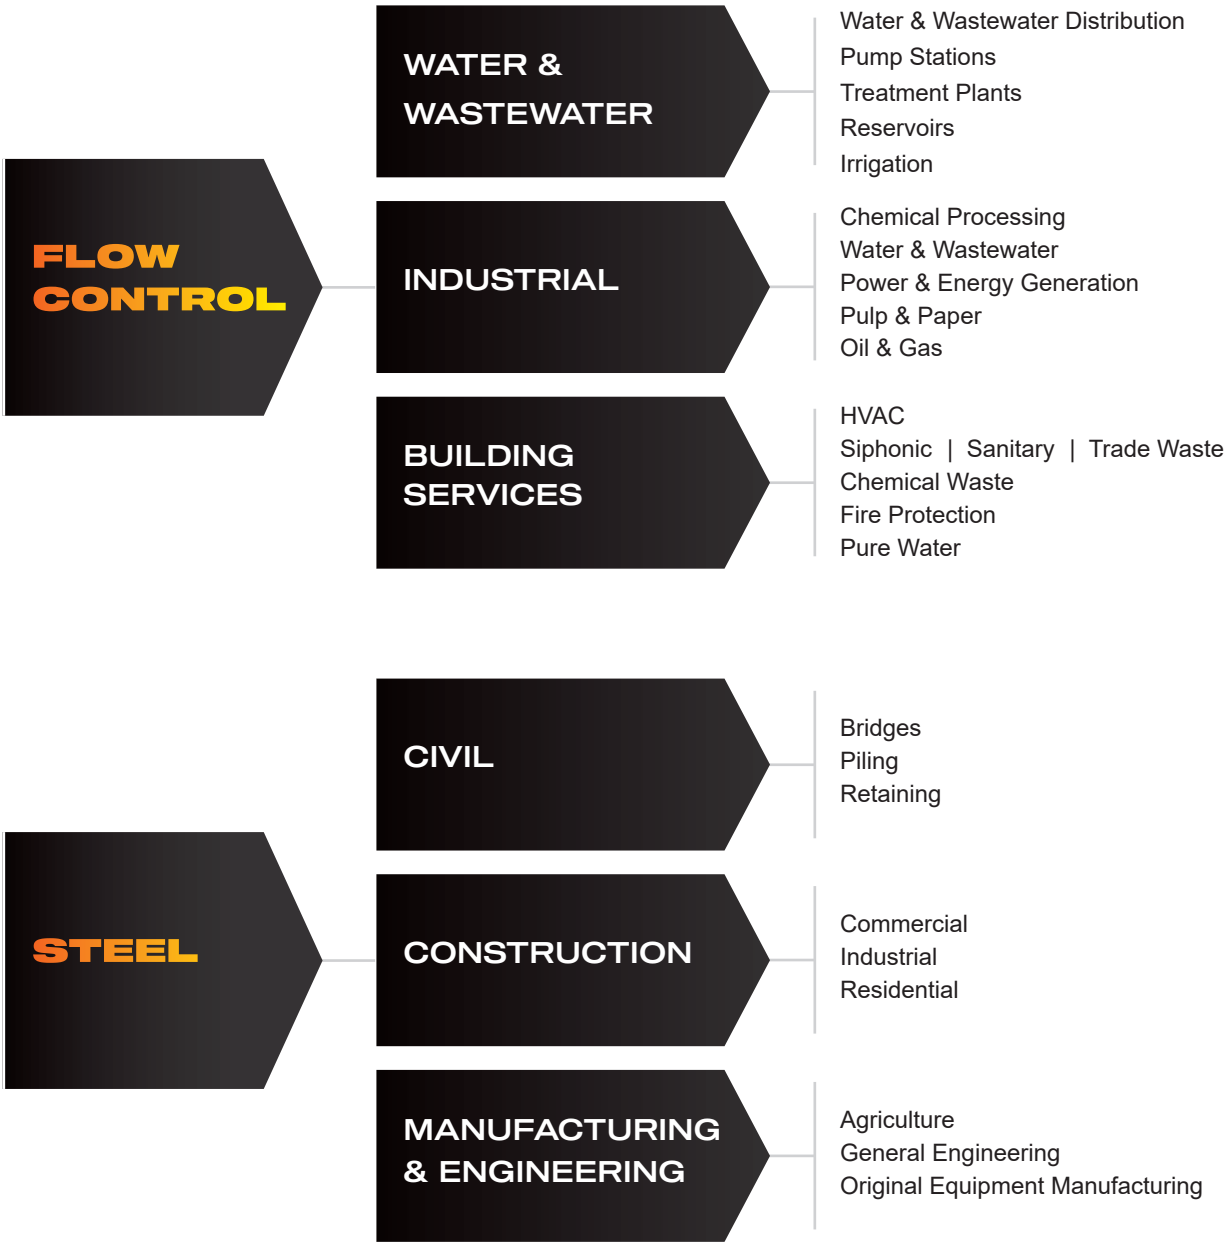 FLOW
CONTROL
WATER &
WASTEWATER
Water & Wastewater Distribution
Pump Stations
Treatment Plants
Reservoirs
Irrigation
INDUSTRIAL
Chemical Processing
Water & Wastewater
Power & Energy Generation
Pulp & Paper
Oil & Gas
BUILDING
SERVICES
HVAC
Siphonic | Sanitary | Trade Waste
Chemical Waste
Fire Protection
Pure Water
STEEL
CIVIL
Bridges
Piling
Retaining
CONSTRUCTION
Commercial
Industrial
Residential
MANUFACTURING
& ENGINEERING
Agriculture
General Engineering
Original Equipment Manufacturing